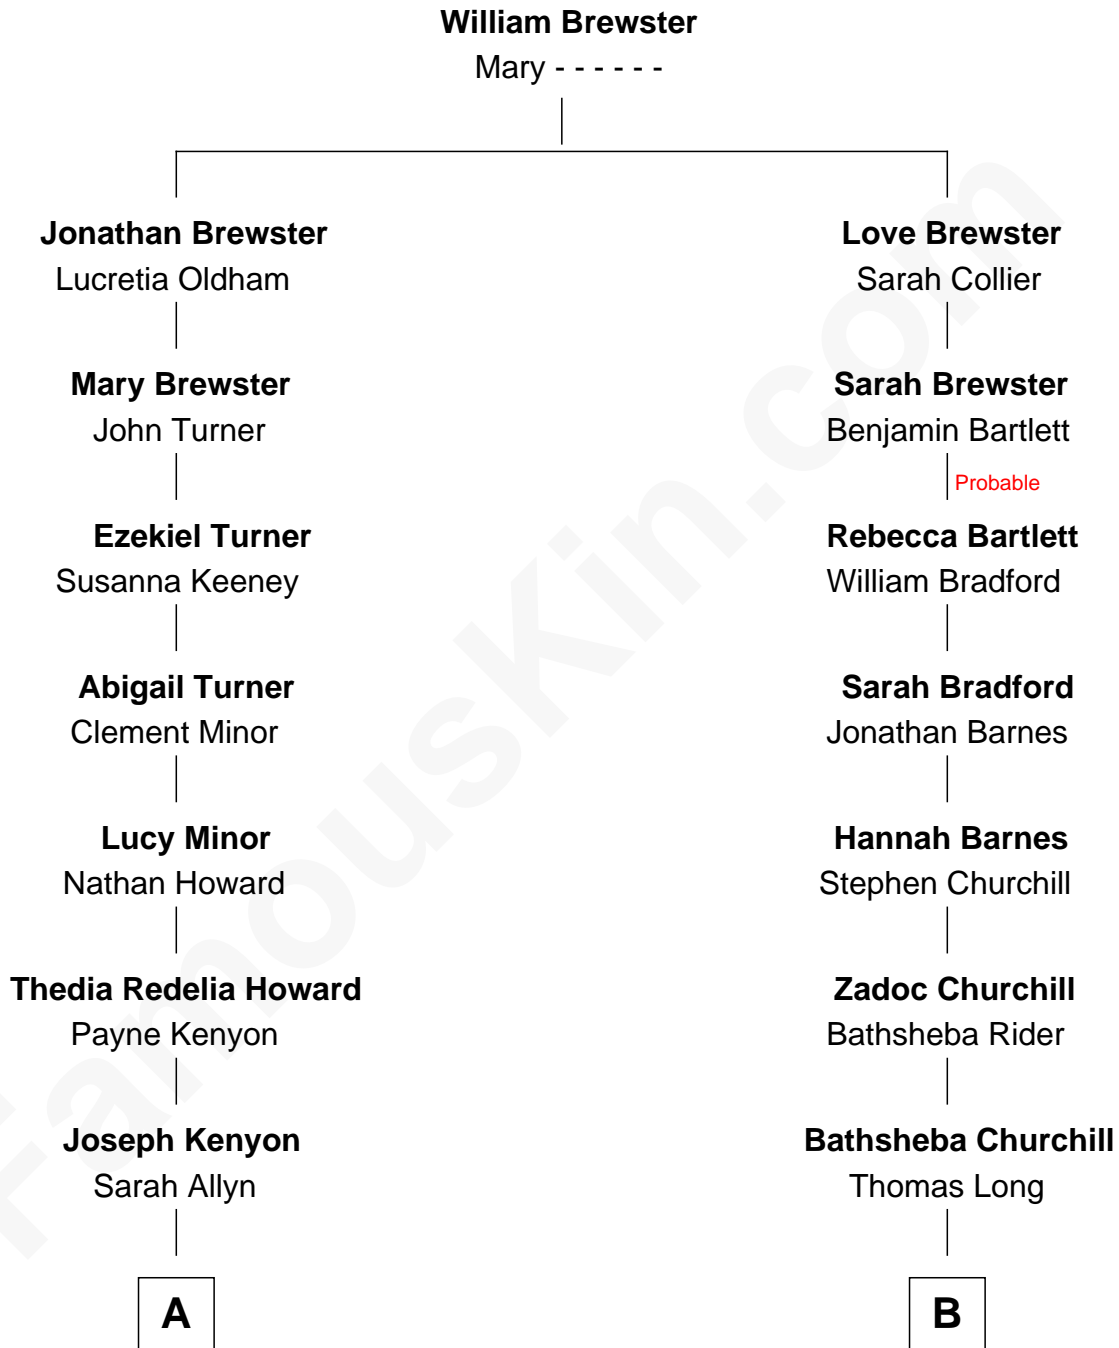 William Brewster
Mary - - - - - -
Jonathan Brewster
Lucretia Oldham
Love Brewster
Sarah Collier
Mary Brewster
John Turner
Sarah Brewster
Benjamin Bartlett
Probable
Ezekiel Turner
Susanna Keeney
Rebecca Bartlett
William Bradford
Abigail Turner
Clement Minor
Sarah Bradford
Jonathan Barnes
Lucy Minor
Nathan Howard
Hannah Barnes
Stephen Churchill
Thedia Redelia Howard
Payne Kenyon
Zadoc Churchill
Bathsheba Rider
Joseph Kenyon
Sarah Allyn
Bathsheba Churchill
Thomas Long
A
B
FamousKin.com